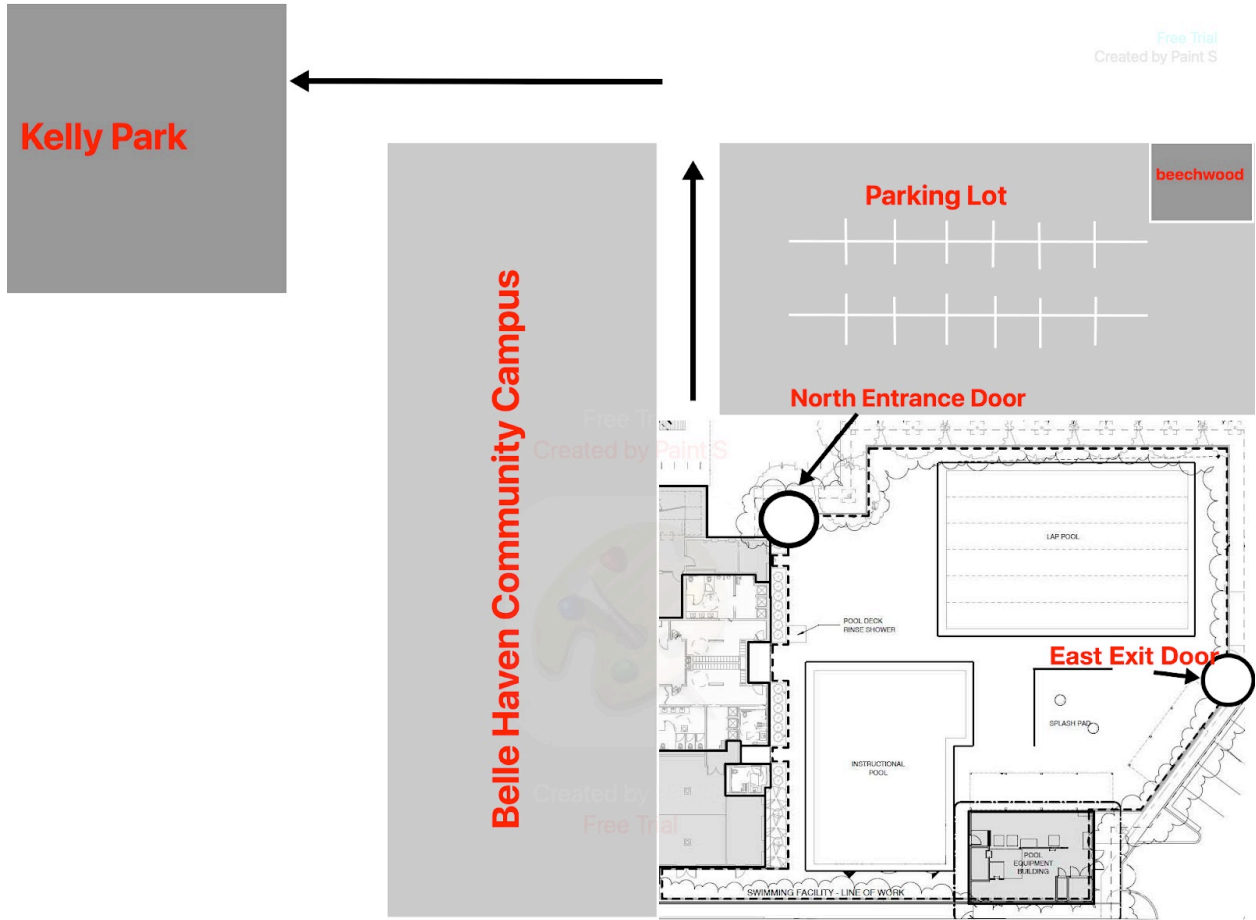 Free Trial
Created by Paint S
Kelly Park
beechwood
Parking Lot
Belle Haven Community Campus
North Entrance Door
Free Tr
Created by Paint S
LAP POOL
POOL DECK
RINSE SHOWER
East Exit Door
SPLASH PAD
INSTRUCTIONAL
POOL
Created by
Free Trial
POOL
EQUIPMENT
BUILDING
SWIMMING FACILITY - LINE OF WORK